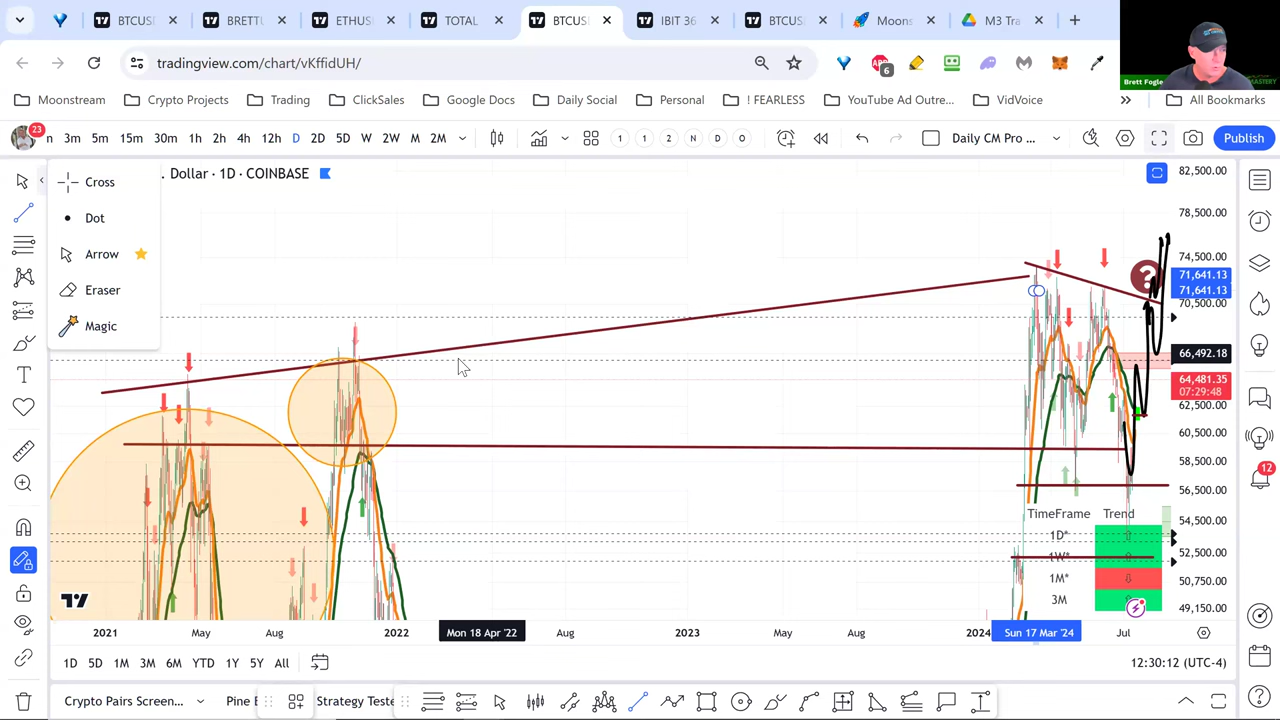 BTCUS
BRETTU
ETHUS
TOTAL
BTCUS
IBIT 36
BTCUS
Moons
M3 Tra
tradingview.com/chart/vKffidUH/
6
Brett Fogle
MASTERY
Moonstream
Crypto Projects
Trading
ClickSales
Google Docs
Daily Social
Personal
! FEARLESS
YouTube Ad Outre...
VidVoice
All Bookmarks
23
n 3m 5m 15m 30m 1h 2h 4h 12h D 2D 5D W 2W M 2M
1 1 2 N D O
Daily CM Pro ...
Publish
. Dollar · 1D · COINBASE
Cross
Dot
Arrow
Eraser
Magic
82,500.00
78,500.00
74,500.00
71,641.13
71,641.13
70,500.00
66,492.18
64,481.35
07:29:48
62,500.00
60,500.00
58,500.00
56,500.00
54,500.00
52,500.00
50,750.00
49,150.00
?
12
TimeFrame Trend
1D*
1W*
1M*
3M
2021 May Aug 2022 Mon 18 Apr '22 Aug 2023 May Aug 2024 Sun 17 Mar '24 Jul
1D 5D 1M 3M 6M YTD 1Y 5Y All
12:30:12 (UTC-4)
Crypto Pairs Screen...
Pine E
Strategy Teste